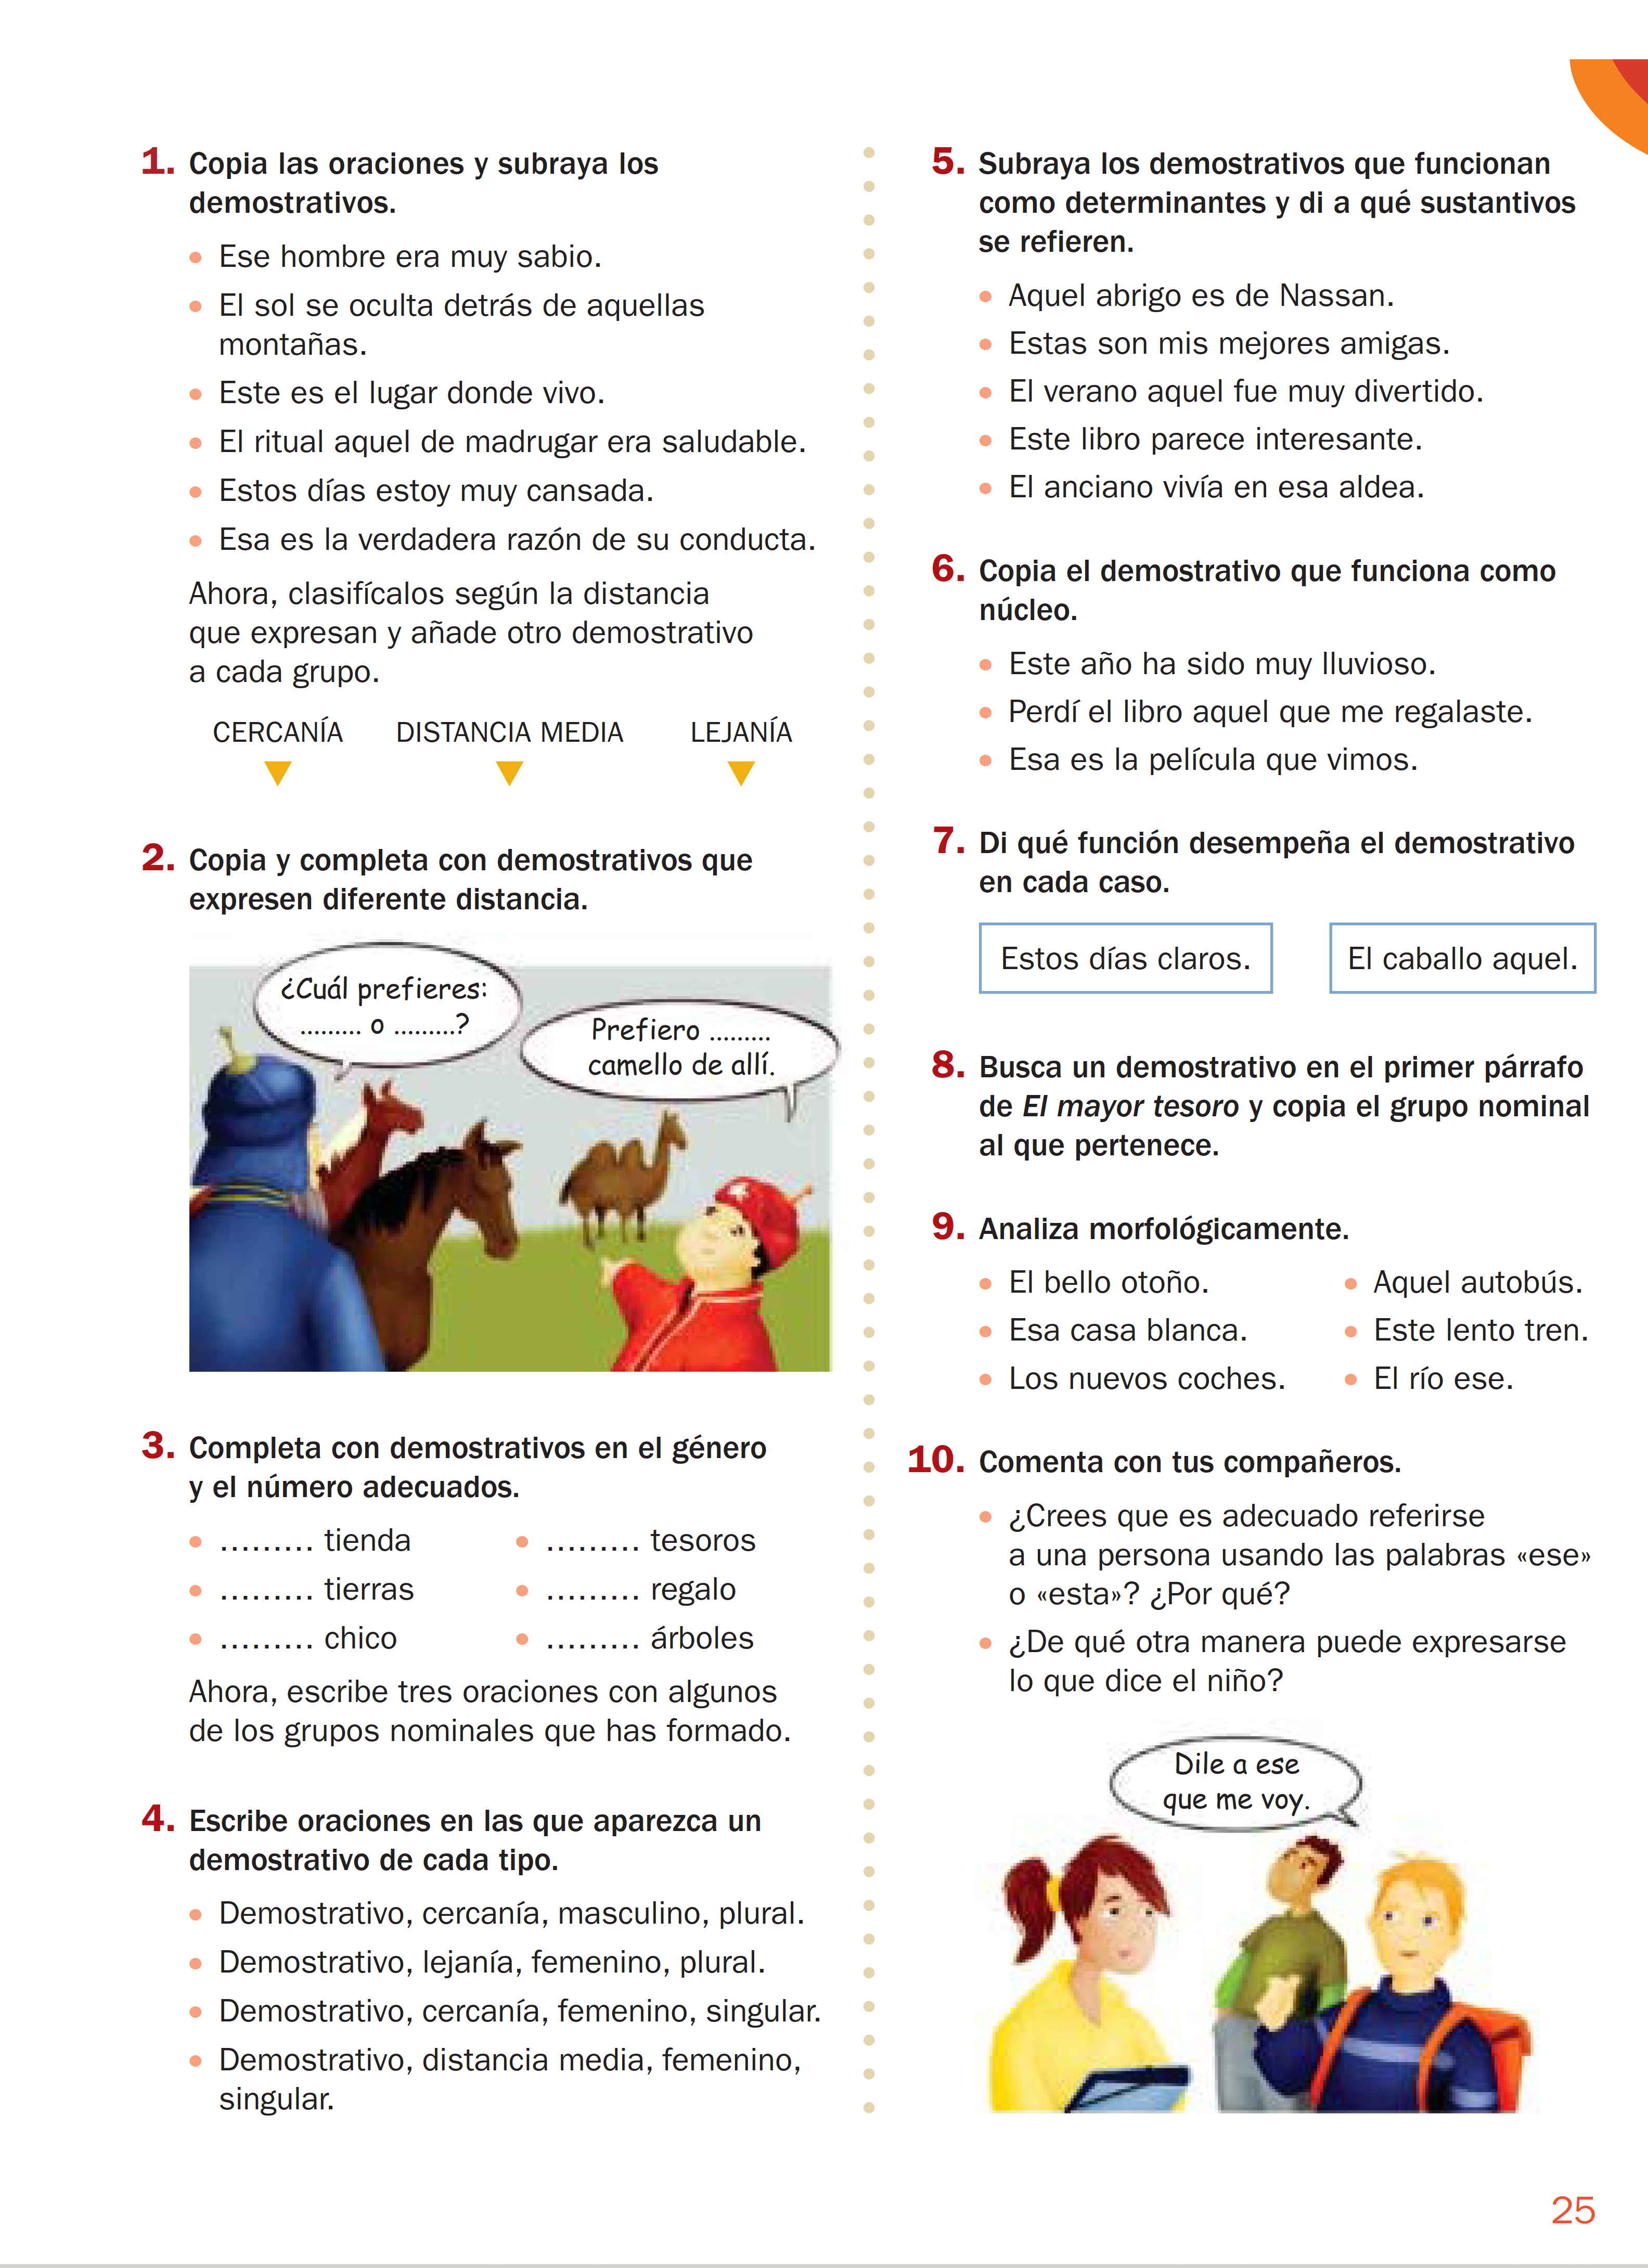 1. Copia las oraciones y subraya los
demostrativos.
• Ese hombre era muy sabio.
• El sol se oculta detrás de aquellas
montañas.
• Este es el lugar donde vivo.
• El ritual aquel de madrugar era saludable.
• Estos días estoy muy cansada.
• Esa es la verdadera razón de su conducta.
Ahora, clasifícalos según la distancia
que expresan y añade otro demostrativo
a cada grupo.
CERCANÍA DISTANCIA MEDIA LEJANÍA
2. Copia y completa con demostrativos que
expresen diferente distancia.
¿Cuál prefieres:
......... o .........?
Prefiero .........
camello de allí.
3. Completa con demostrativos en el género
y el número adecuados.
• ......... tienda • ......... tesoros
• ......... tierras • ......... regalo
• ......... chico • ......... árboles
Ahora, escribe tres oraciones con algunos
de los grupos nominales que has formado.
4. Escribe oraciones en las que aparezca un
demostrativo de cada tipo.
• Demostrativo, cercanía, masculino, plural.
• Demostrativo, lejanía, femenino, plural.
• Demostrativo, cercanía, femenino, singular.
• Demostrativo, distancia media, femenino,
singular.
5. Subraya los demostrativos que funcionan
como determinantes y di a qué sustantivos
se refieren.
• Aquel abrigo es de Nassan.
• Estas son mis mejores amigas.
• El verano aquel fue muy divertido.
• Este libro parece interesante.
• El anciano vivía en esa aldea.
6. Copia el demostrativo que funciona como
núcleo.
• Este año ha sido muy lluvioso.
• Perdí el libro aquel que me regalaste.
• Esa es la película que vimos.
7. Di qué función desempeña el demostrativo
en cada caso.
Estos días claros. El caballo aquel.
8. Busca un demostrativo en el primer párrafo
de El mayor tesoro y copia el grupo nominal
al que pertenece.
9. Analiza morfológicamente.
• El bello otoño. • Aquel autobús.
• Esa casa blanca. • Este lento tren.
• Los nuevos coches. • El río ese.
10. Comenta con tus compañeros.
• ¿Crees que es adecuado referirse
a una persona usando las palabras «ese»
o «esta»? ¿Por qué?
• ¿De qué otra manera puede expresarse
lo que dice el niño?
Dile a ese
que me voy.
25